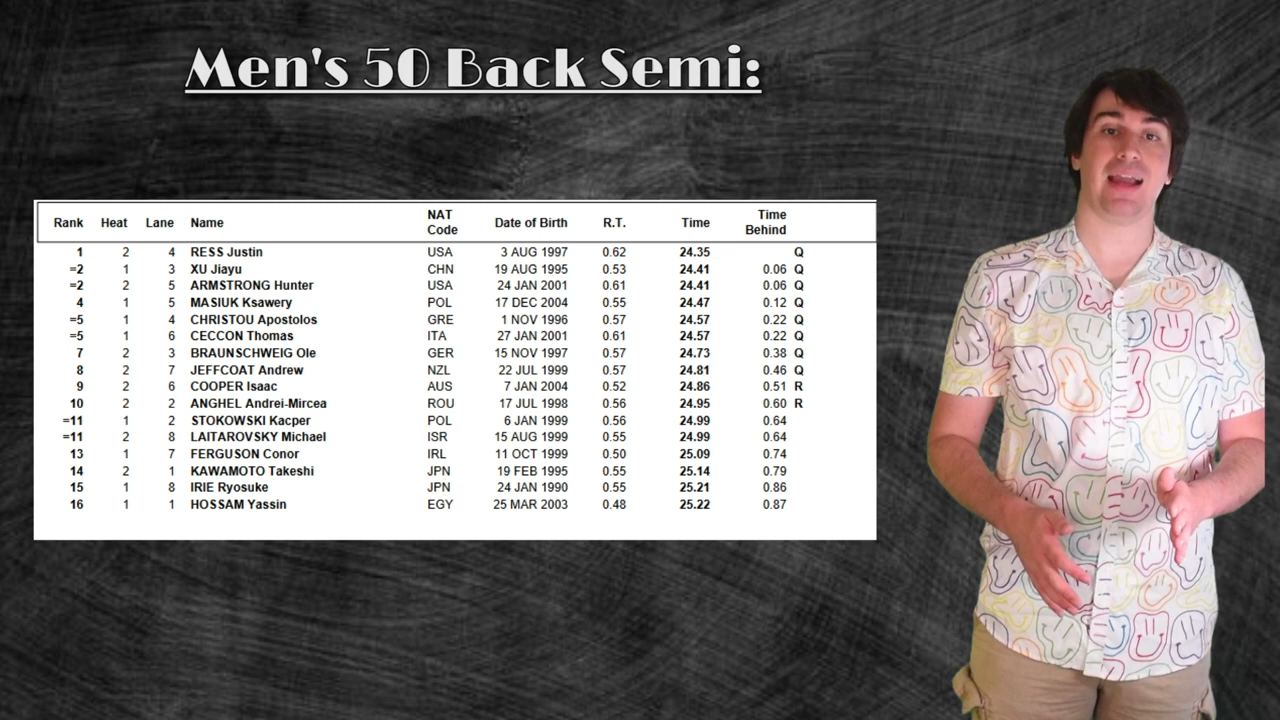 Men's 50 Back Semi:
Rank Heat Lane Name NAT Code Date of Birth R.T. Time Time Behind
1 2 4 RESS Justin USA 3 AUG 1997 0.62 24.35 Q
=2 1 3 XU Jiayu CHN 19 AUG 1995 0.53 24.41 0.06 Q
=2 2 5 ARMSTRONG Hunter USA 24 JAN 2001 0.61 24.41 0.06 Q
4 1 5 MASIUK Ksawery POL 17 DEC 2004 0.55 24.47 0.12 Q
=5 1 4 CHRISTOU Apostolos GRE 1 NOV 1996 0.57 24.57 0.22 Q
=5 1 6 CECCON Thomas ITA 27 JAN 2001 0.61 24.57 0.22 Q
7 2 3 BRAUNSCHWEIG Ole GER 15 NOV 1997 0.57 24.73 0.38 Q
8 2 7 JEFFCOAT Andrew NZL 22 JUL 1999 0.57 24.81 0.46 Q
9 2 6 COOPER Isaac AUS 7 JAN 2004 0.52 24.86 0.51 R
10 2 2 ANGHEL Andrei-Mircea ROU 17 JUL 1998 0.56 24.95 0.60 R
=11 1 2 STOKOWSKI Kacper POL 6 JAN 1999 0.56 24.99 0.64
=11 2 8 LAITAROVSKY Michael ISR 15 AUG 1999 0.55 24.99 0.64
13 1 7 FERGUSON Conor IRL 11 OCT 1999 0.50 25.09 0.74
14 2 1 KAWAMOTO Takeshi JPN 19 FEB 1995 0.55 25.14 0.79
15 1 8 IRIE Ryosuke JPN 24 JAN 1990 0.55 25.21 0.86
16 1 1 HOSSAM Yassin EGY 25 MAR 2003 0.48 25.22 0.87